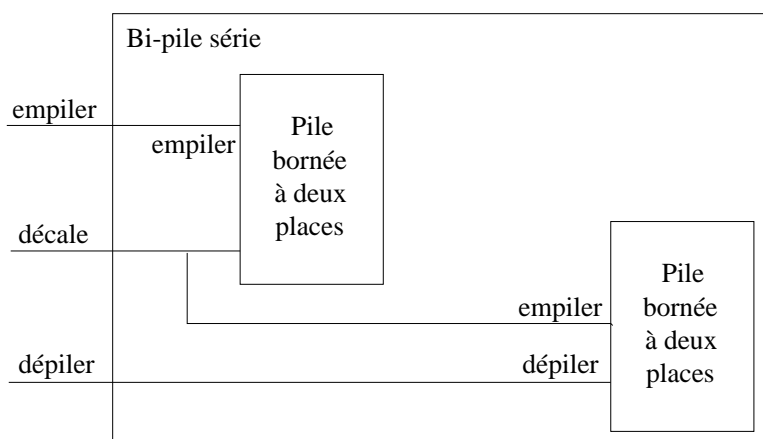 Bi-pile série
empiler
empiler
Pile
bornée
à deux
places
décale
empiler
Pile
bornée
à deux
places
dépiler
dépiler